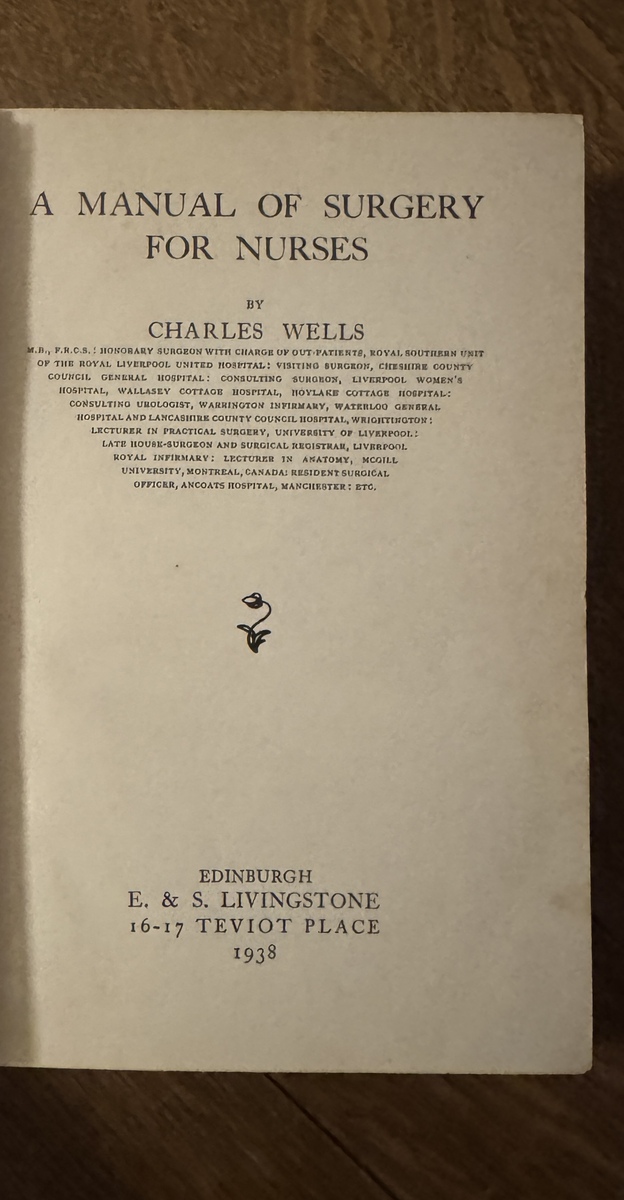 A MANUAL OF SURGERY
FOR NURSES
BY
CHARLES WELLS
M.B., F.R.C.S.: HONORARY SURGEON WITH CHARGE OF OUT-PATIENTS, ROYAL SOUTHERN UNIT
OF THE ROYAL LIVERPOOL UNITED HOSPITAL: VISITING SURGEON, CHESHIRE COUNTY
COUNCIL GENERAL HOSPITAL: CONSULTING SURGEON, LIVERPOOL WOMEN'S
HOSPITAL, WALLASEY COTTAGE HOSPITAL, HOYLAKE COTTAGE HOSPITAL:
CONSULTING UROLOGIST, WARRINGTON INFIRMARY, WATERLOO GENERAL
HOSPITAL AND LANCASHIRE COUNTY COUNCIL HOSPITAL, WRIGHTINGTON:
LECTURER IN PRACTICAL SURGERY, UNIVERSITY OF LIVERPOOL:
LATE HOUSE-SURGEON AND SURGICAL REGISTRAR, LIVERPOOL
ROYAL INFIRMARY: LECTURER IN ANATOMY, MCGILL
UNIVERSITY, MONTREAL, CANADA: RESIDENT SURGICAL
OFFICER, ANCOATS HOSPITAL, MANCHESTER: ETC.
EDINBURGH
E. & S. LIVINGSTONE
16-17 TEVIOT PLACE
1938